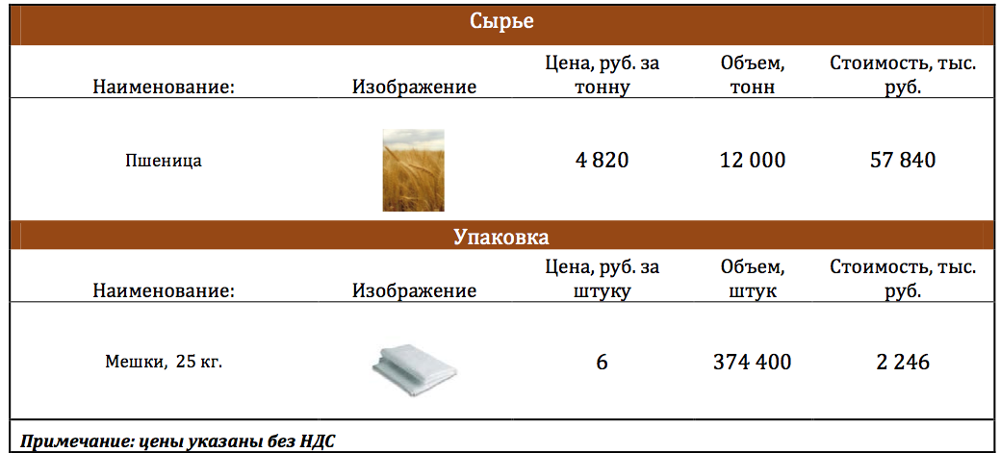 Сырье
Наименование: Изображение Цена, руб. за тонну Объем, тонн Стоимость, тыс. руб.
Пшеница 4 820 12 000 57 840
Упаковка
Наименование: Изображение Цена, руб. за штуку Объем, штук Стоимость, тыс. руб.
Мешки, 25 кг. 6 374 400 2 246
Примечание: цены указаны без НДС